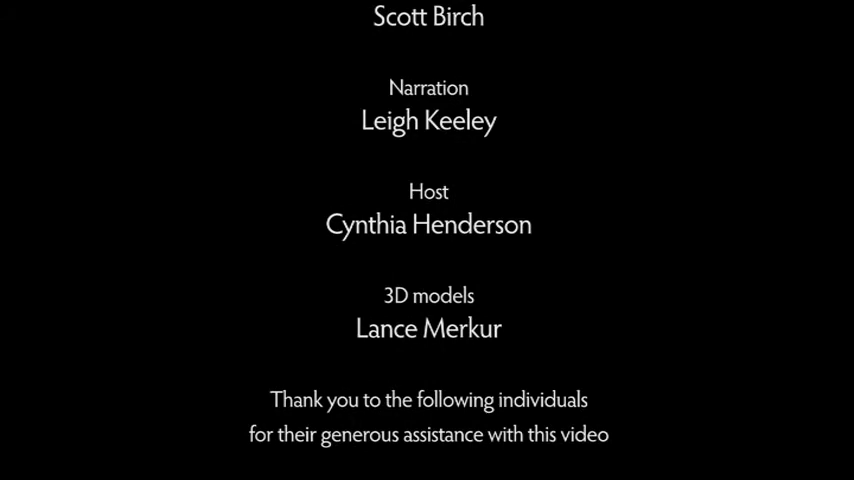 Scott Birch
Narration
Leigh Keeley
Host
Cynthia Henderson
3D models
Lance Merkur
Thank you to the following individuals
for their generous assistance with this video